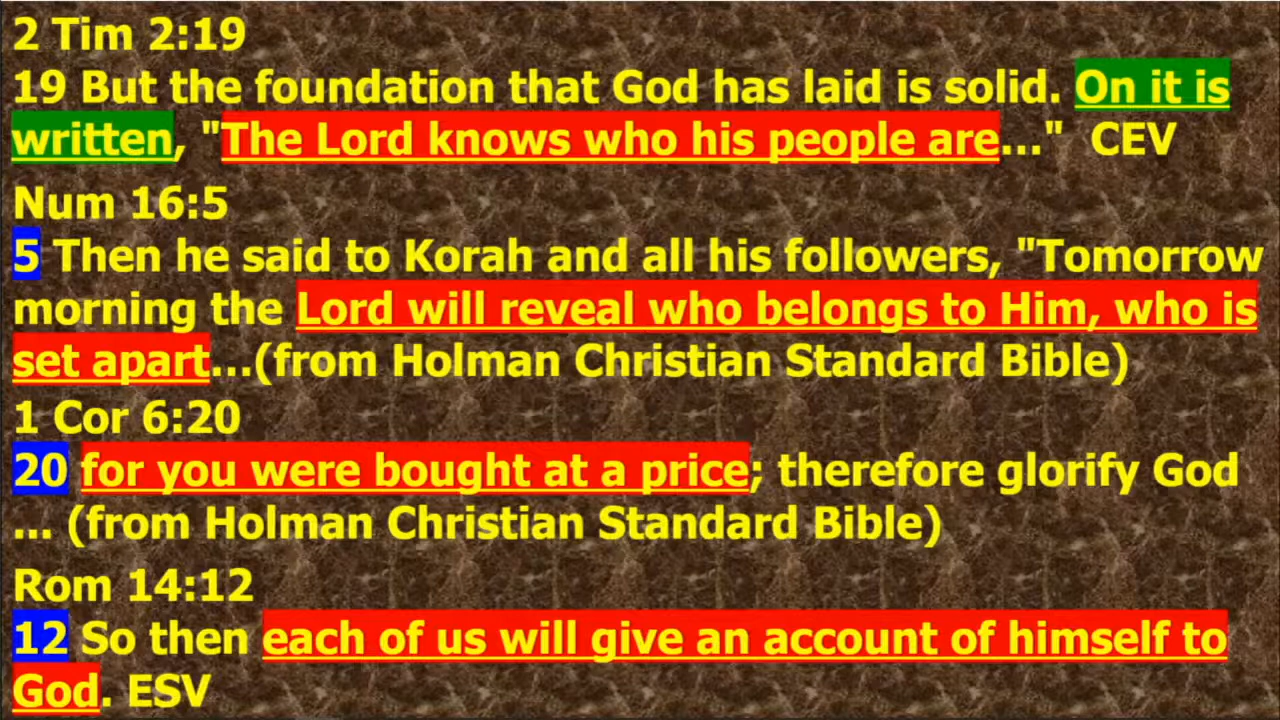 2 Tim 2:19
19 But the foundation that God has laid is solid. On it is
written, "The Lord knows who his people are..." CEV
Num 16:5
5 Then he said to Korah and all his followers, "Tomorrow
morning the Lord will reveal who belongs to Him, who is
set apart...(from Holman Christian Standard Bible)
1 Cor 6:20
20 for you were bought at a price; therefore glorify God
... (from Holman Christian Standard Bible)
Rom 14:12
12 So then each of us will give an account of himself to
God. ESV